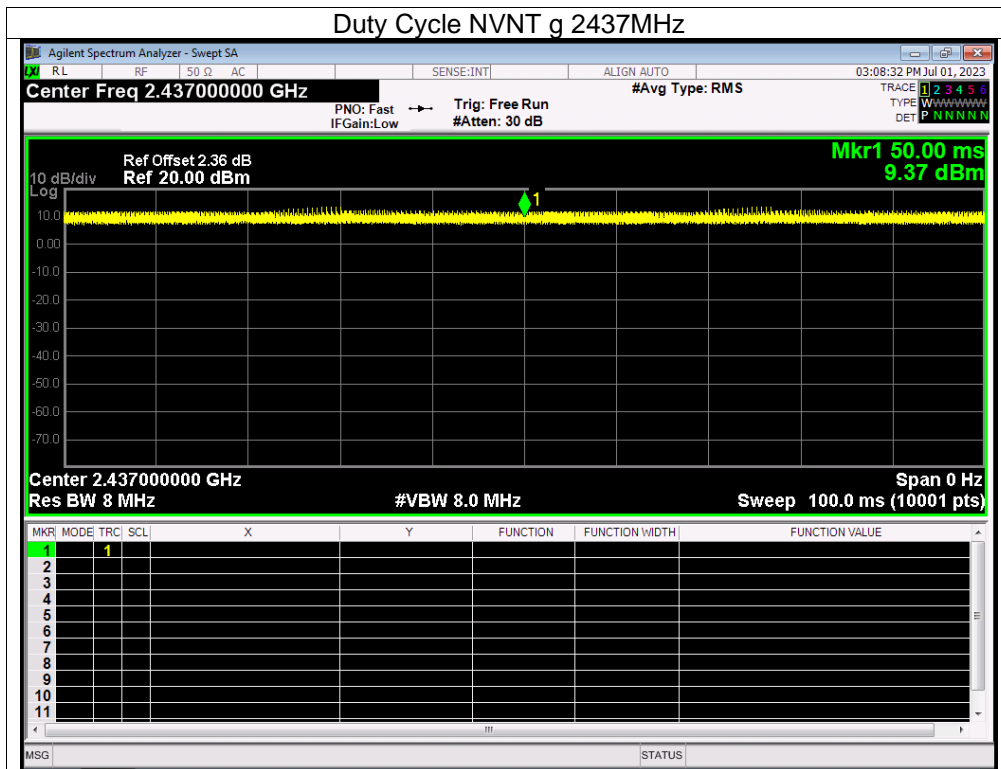 Duty Cycle NVNT g 2437MHz
Agilent Spectrum Analyzer - Swept SA
LXI RL RF 50 Ω AC SENSE:INT ALIGN AUTO 03:08:32 PM Jul 01, 2023
Center Freq 2.437000000 GHz #Avg Type: RMS TRACE 1 2 3 4 5 6
PNO: Fast Trig: Free Run TYPE WWWWWW
IFGain:Low #Atten: 30 dB DET P N N N N N
Mkr1 50.00 ms
Ref Offset 2.36 dB
10 dB/div Ref 20.00 dBm 9.37 dBm
Log
1
10.0
0.00
-10.0
-20.0
-30.0
-40.0
-50.0
-60.0
-70.0
Center 2.437000000 GHz Span 0 Hz
Res BW 8 MHz #VBW 8.0 MHz Sweep 100.0 ms (10001 pts)
MKR MODE TRC SCL X Y FUNCTION FUNCTION WIDTH FUNCTION VALUE
1 1
2
3
4
5
6
7
8
9
10
11
MSG STATUS